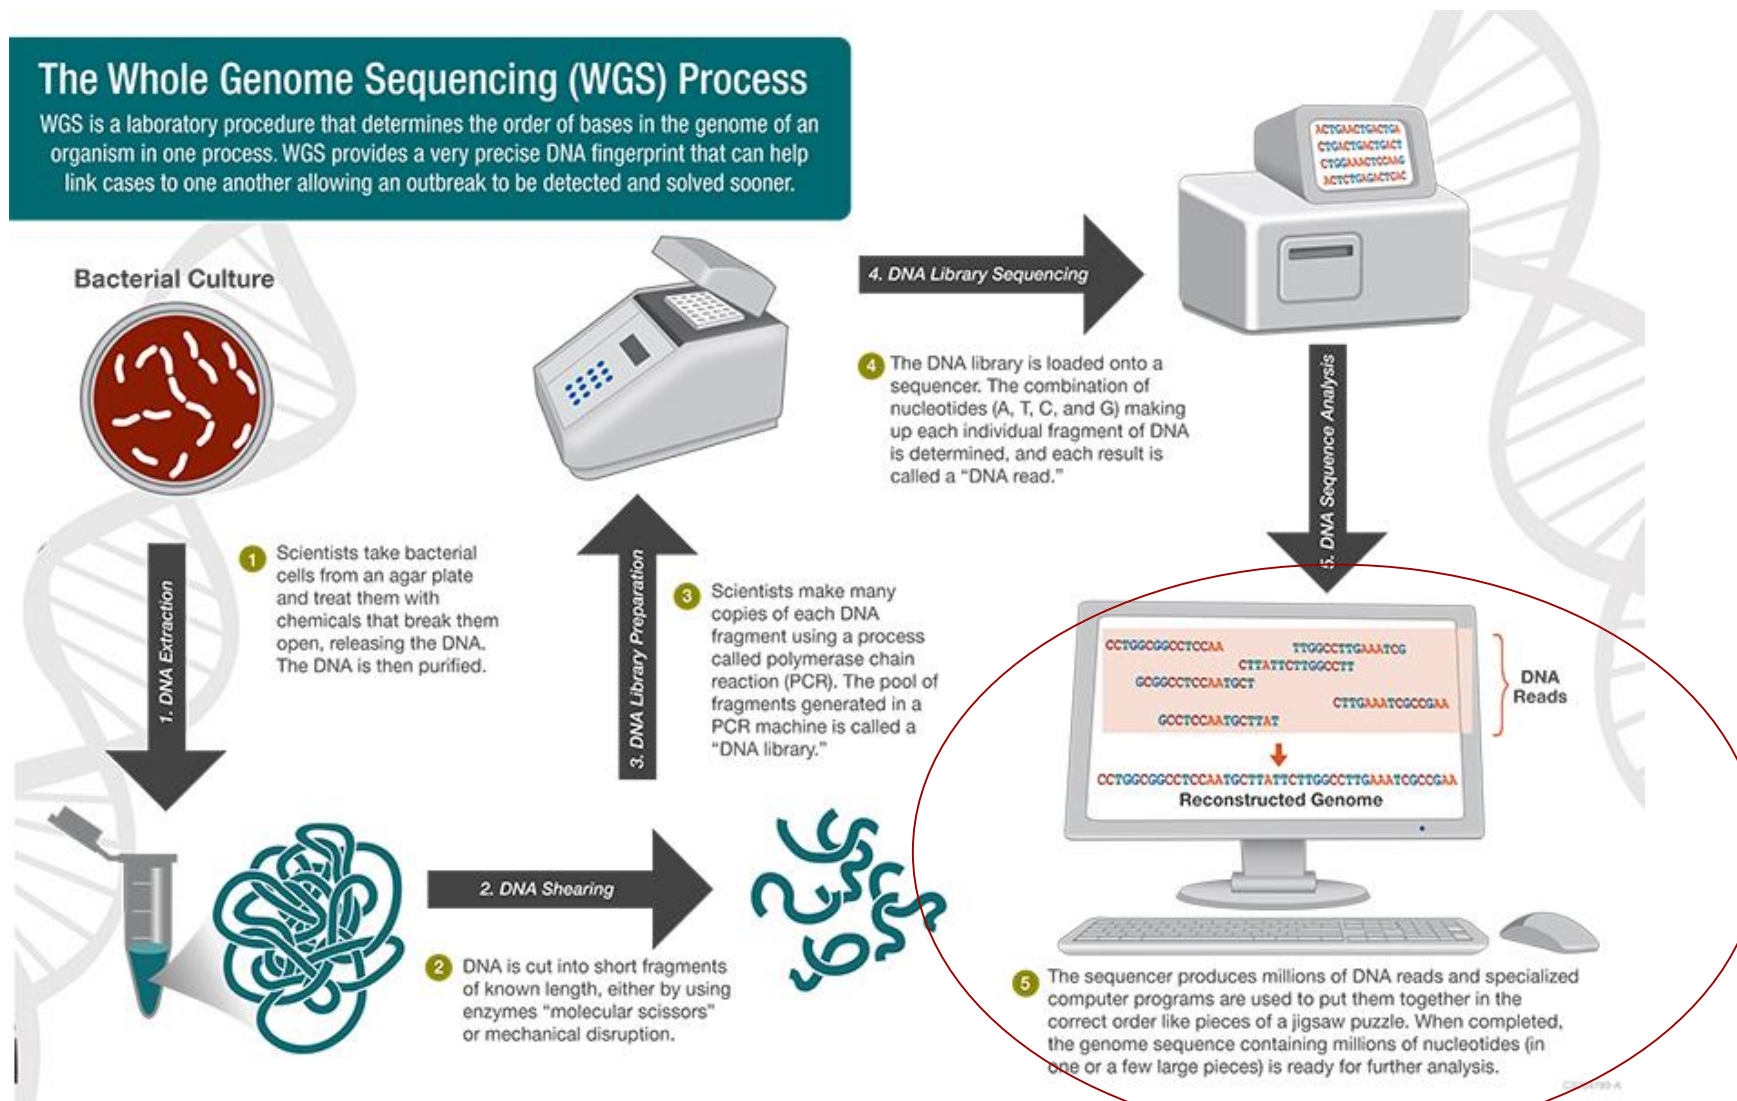 The Whole Genome Sequencing (WGS) Process
WGS is a laboratory procedure that determines the order of bases in the genome of an
organism in one process. WGS provides a very precise DNA fingerprint that can help
link cases to one another allowing an outbreak to be detected and solved sooner.
Bacterial Culture
1. DNA Extraction
1
Scientists take bacterial
cells from an agar plate
and treat them with
chemicals that break them
open, releasing the DNA.
The DNA is then purified.
2. DNA Shearing
2
DNA is cut into short fragments
of known length, either by using
enzymes “molecular scissors”
or mechanical disruption.
3. DNA Library Preparation
3
Scientists make many
copies of each DNA
fragment using a process
called polymerase chain
reaction (PCR). The pool of
fragments generated in a
PCR machine is called a
“DNA library.”
4. DNA Library Sequencing
4
The DNA library is loaded onto a
sequencer. The combination of
nucleotides (A, T, C, and G) making
up each individual fragment of DNA
is determined, and each result is
called a “DNA read.”
ACTGAACTGACTGA
CTGACTGACTGACT
CTGGAAACTCCAAG
ACTCTGAGACTGAC
5. DNA Sequence Analysis
CCTGGCGGCCTCCAA
TTGGCCTTGAAATCG
CTTATTCTTGGCCTT
GCGGCCTCCAATGCT
CTTGAAATCGCCGAA
GCCTCCAATGCTTAT
DNA
Reads
CCTGGCGGCCTCCAATGCTTATTCTTGGCCTTGAAATCGCCGAA
Reconstructed Genome
5
The sequencer produces millions of DNA reads and specialized
computer programs are used to put them together in the
correct order like pieces of a jigsaw puzzle. When completed,
the genome sequence containing millions of nucleotides (in
one or a few large pieces) is ready for further analysis.